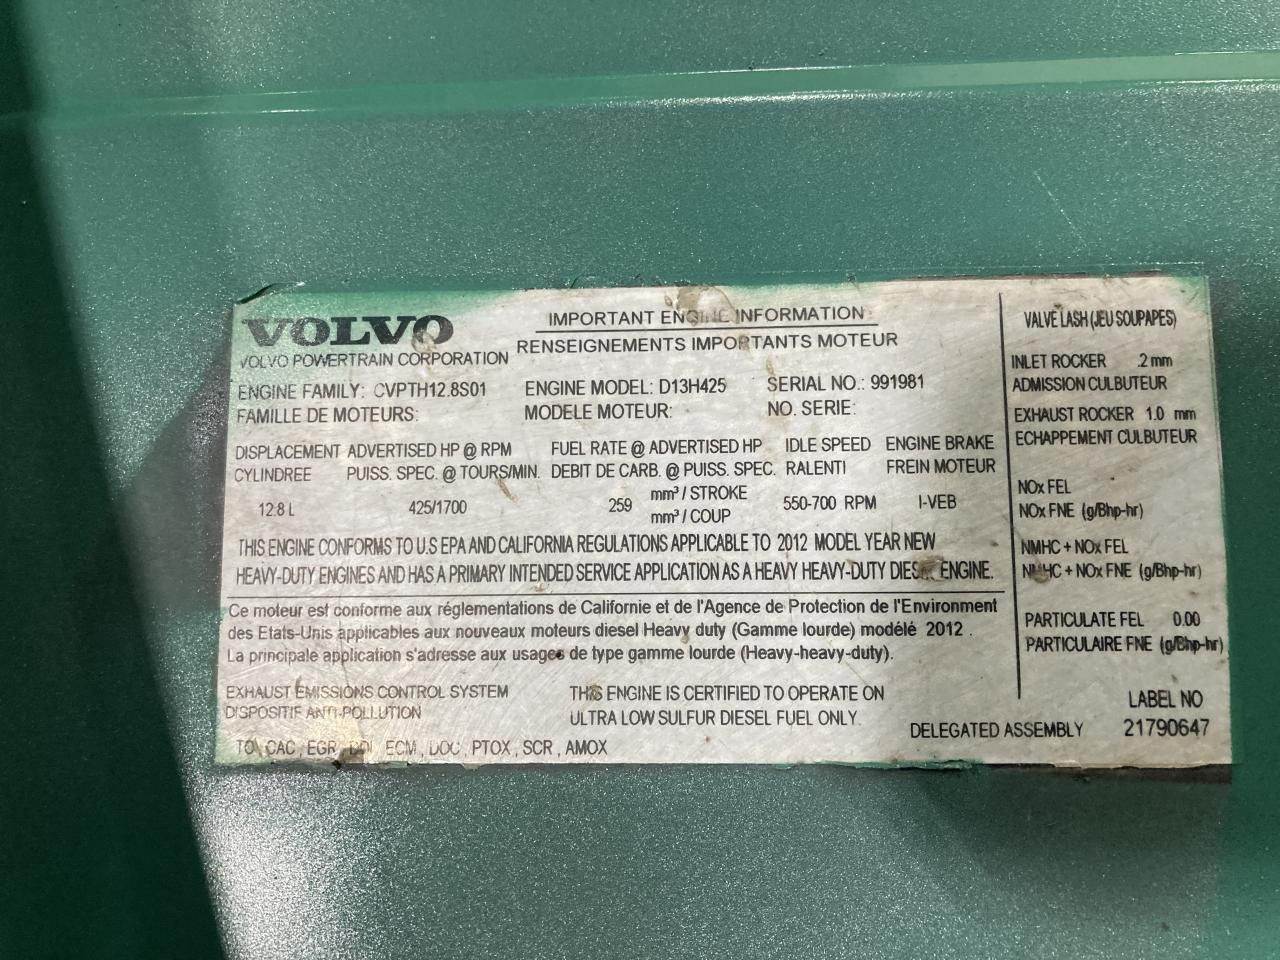 VOLVO
VOLVO POWERTRAIN CORPORATION
IMPORTANT ENGINE INFORMATION
RENSEIGNEMENTS IMPORTANTS MOTEUR
ENGINE FAMILY: CVPTH12.8S01 ENGINE MODEL: D13H425 SERIAL NO.: 991981
FAMILLE DE MOTEURS: MODELE MOTEUR: NO. SERIE:
DISPLACEMENT ADVERTISED HP @ RPM FUEL RATE @ ADVERTISED HP IDLE SPEED ENGINE BRAKE
CYLINDREE PUISS. SPEC. @ TOURS/MIN. DEBIT DE CARB. @ PUISS. SPEC. RALENTI FREIN MOTEUR
12.8 L 425/1700 259 mm³ / STROKE 550-700 RPM I-VEB
mm³ / COUP
THIS ENGINE CONFORMS TO U.S EPA AND CALIFORNIA REGULATIONS APPLICABLE TO 2012 MODEL YEAR NEW
HEAVY-DUTY ENGINES AND HAS A PRIMARY INTENDED SERVICE APPLICATION AS A HEAVY HEAVY-DUTY DIESEL ENGINE.
Ce moteur est conforme aux réglementations de Californie et de l'Agence de Protection de l'Environment
des Etats-Unis applicables aux nouveaux moteurs diesel Heavy duty (Gamme lourde) modélé 2012 .
La principale application s'adresse aux usages de type gamme lourde (Heavy-heavy-duty).
EXHAUST EMISSIONS CONTROL SYSTEM
DISPOSITIF ANTI-POLLUTION
TC, CAC , EGR , DDI, ECM , DOC , PTOX , SCR , AMOX
THIS ENGINE IS CERTIFIED TO OPERATE ON
ULTRA LOW SULFUR DIESEL FUEL ONLY.
VALVE LASH (JEU SOUPAPES)
INLET ROCKER .2 mm
ADMISSION CULBUTEUR
EXHAUST ROCKER 1.0 mm
ECHAPPEMENT CULBUTEUR
NOx FEL
NOx FNE (g/Bhp-hr)
NMHC + NOx FEL
NMHC + NOx FNE (g/Bhp-hr)
PARTICULATE FEL 0.00
PARTICULAIRE FNE (g/Bhp-hr)
LABEL NO
DELEGATED ASSEMBLY 21790647